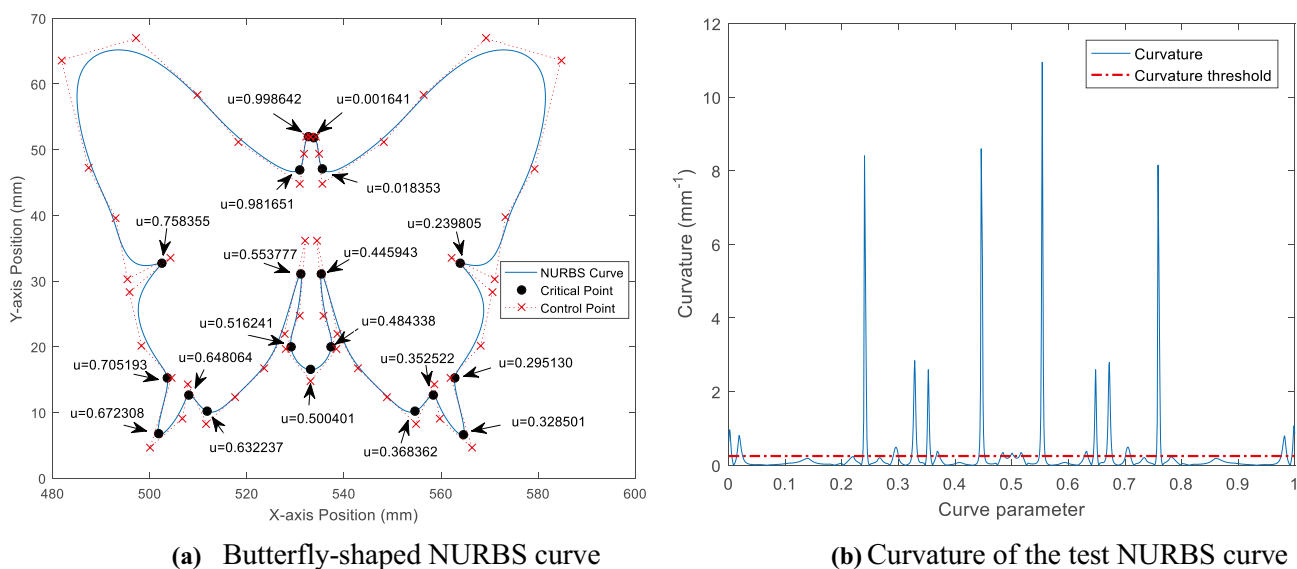 70
60
50
40
30
20
10
0
Y-axis Position (mm)
480
500
520
540
560
580
600
X-axis Position (mm)
u=0.998642
u=0.001641
u=0.981651
u=0.018353
u=0.758355
u=0.239805
u=0.553777
u=0.445943
NURBS Curve
Critical Point
Control Point
u=0.516241
u=0.484338
u=0.705193
u=0.648064
u=0.352522
u=0.295130
u=0.672308
u=0.500401
u=0.328501
u=0.632237
u=0.368362
(a) Butterfly-shaped NURBS curve
12
10
8
6
4
2
0
Curvature (mm⁻¹)
Curvature
Curvature threshold
0
0.1
0.2
0.3
0.4
0.5
0.6
0.7
0.8
0.9
1
Curve parameter
(b) Curvature of the test NURBS curve